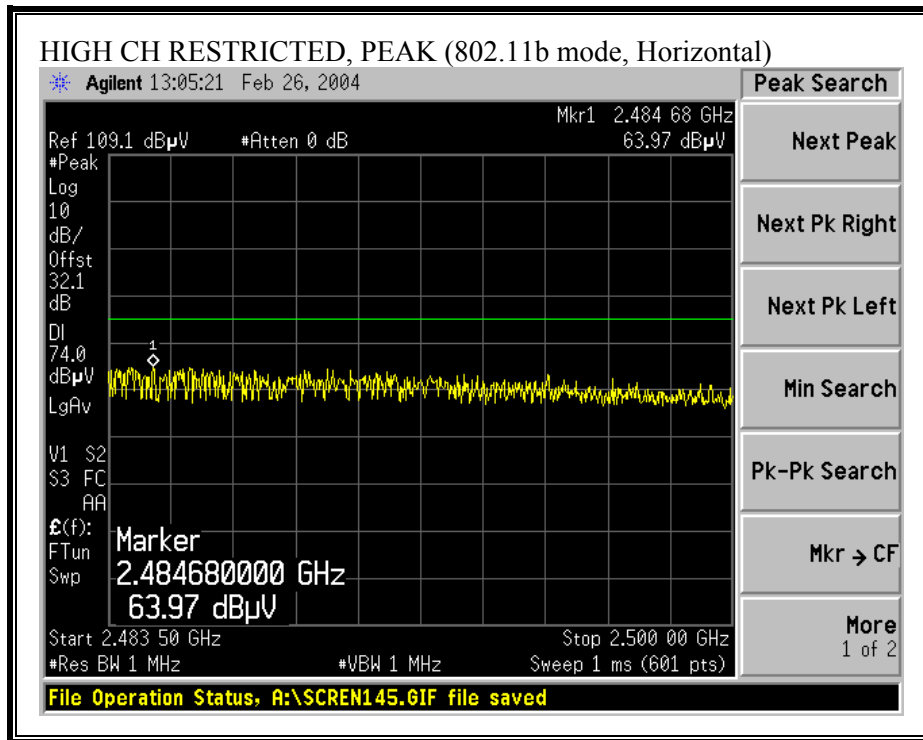 HIGH CH RESTRICTED, PEAK (802.11b mode, Horizontal)
Agilent 13:05:21 Feb 26, 2004
Peak Search
Mkr1 2.484 68 GHz
Ref 109.1 dBµV #Atten 0 dB 63.97 dBµV
#Peak
Log
10
dB/
Offst
32.1
dB
DI
74.0
dBµV
LgAv
1
V1 S2
S3 FC
AA
£(f):
FTun
Swp
Marker
2.484680000 GHz
63.97 dBµV
Start 2.483 50 GHz Stop 2.500 00 GHz
#Res BW 1 MHz #VBW 1 MHz Sweep 1 ms (601 pts)
Next Peak
Next Pk Right
Next Pk Left
Min Search
Pk-Pk Search
Mkr → CF
More
1 of 2
File Operation Status, A:\SCREN145.GIF file saved